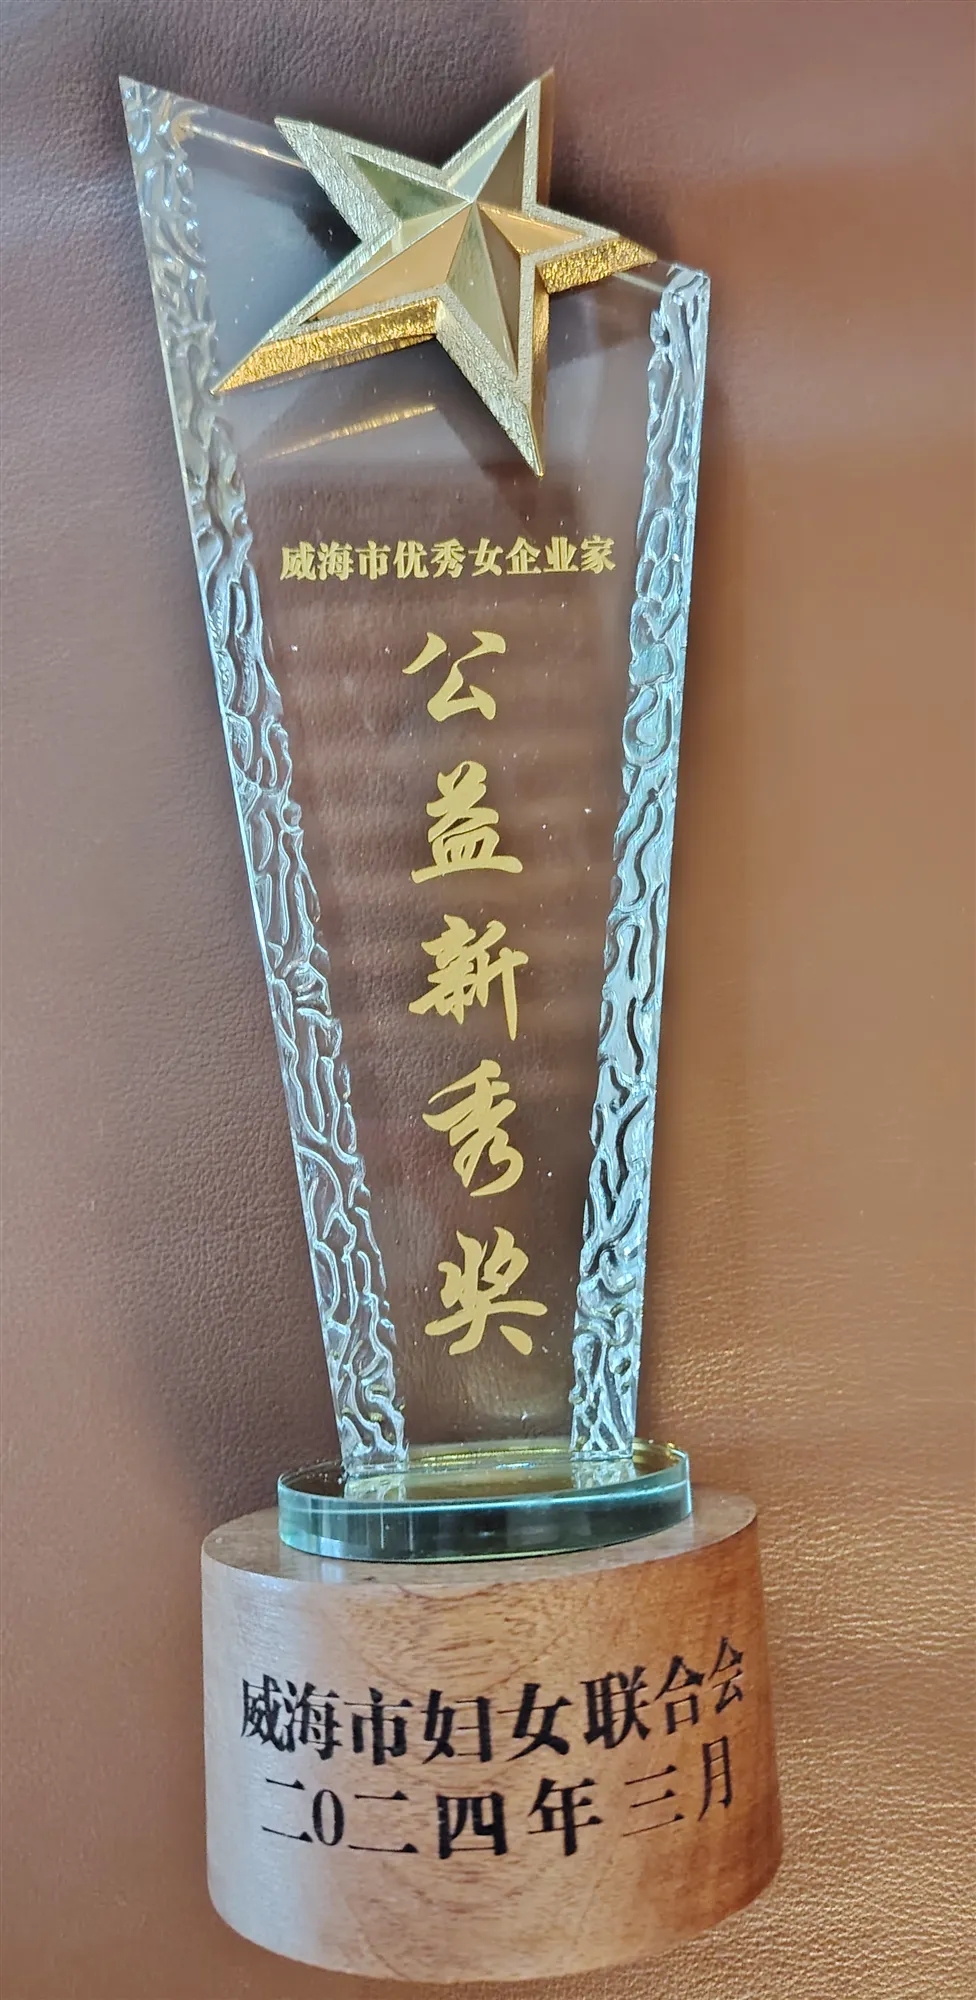 威海市优秀女企业家
公益新秀奖
威海市妇女联合会
二0二四年三月